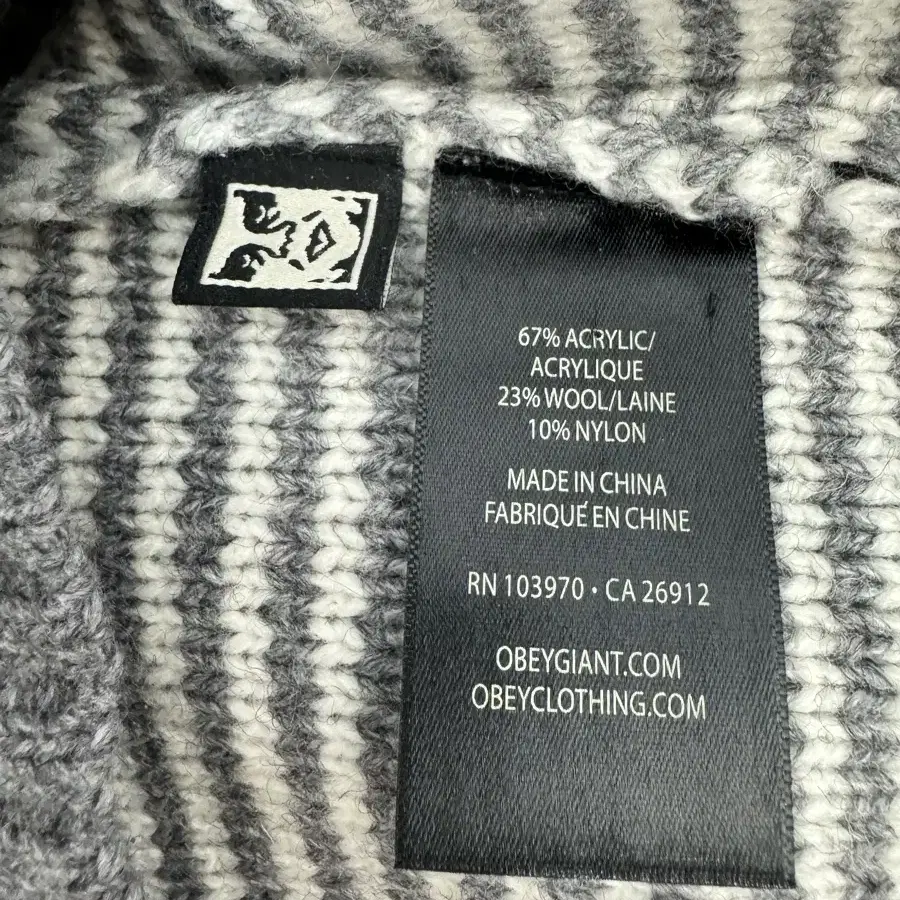 67% ACRYLIC/
ACRYLIQUE
23% WOOL/LAINE
10% NYLON
MADE IN CHINA
FABRIQUÉ EN CHINE
RN 103970 • CA 26912
OBEYGIANT.COM
OBEYCLOTHING.COM